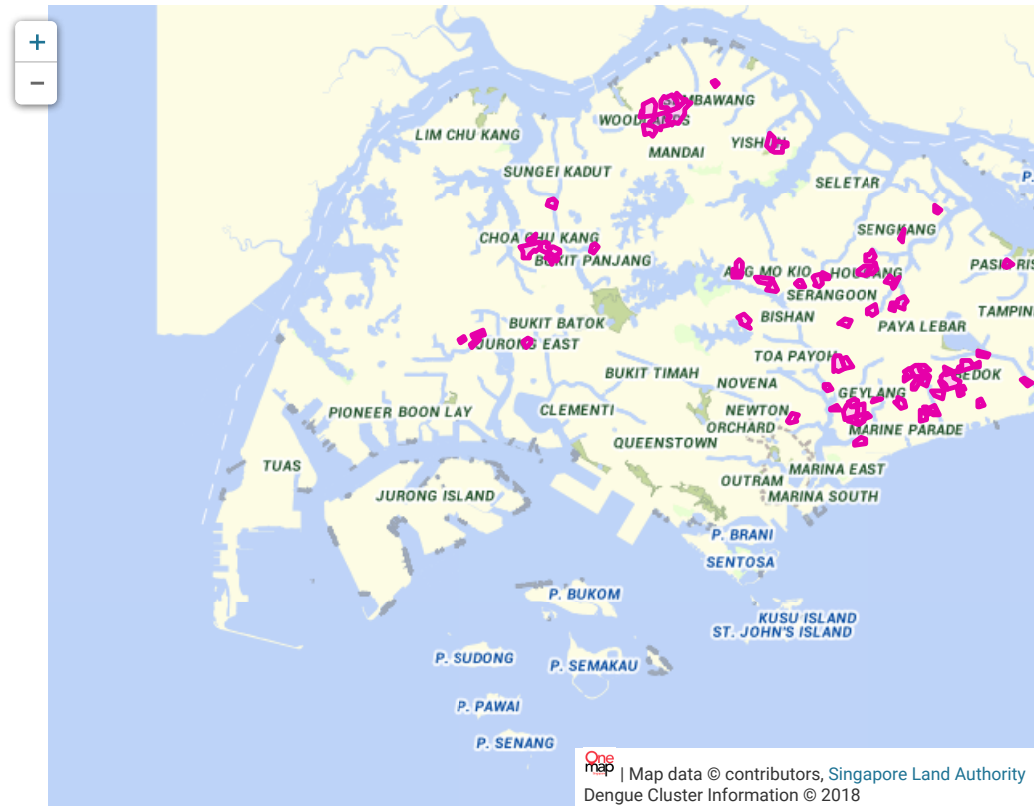 +
−
SEMBAWANG
WOODLANDS
LIM CHU KANG
YISHUN
MANDAI
SUNGEI KADUT
SELETAR
P.
SENGKANG
CHOA CHU KANG
BUKIT PANJANG
PASIR RIS
ANG MO KIO
HOUGANG
SERANGOON
TAMPIN
BISHAN
BUKIT BATOK
PAYA LEBAR
JURONG EAST
TOA PAYOH
BUKIT TIMAH
BEDOK
NOVENA
GEYLANG
PIONEER
BOON LAY
CLEMENTI
NEWTON
ORCHARD
MARINE PARADE
QUEENSTOWN
TUAS
MARINA EAST
OUTRAM
JURONG ISLAND
MARINA SOUTH
P. BRANI
SENTOSA
P. BUKOM
KUSU ISLAND
ST. JOHN'S ISLAND
P. SUDONG
P. SEMAKAU
P. PAWAI
P. SENANG
One
map
| Map data © contributors, Singapore Land Authority
Dengue Cluster Information © 2018